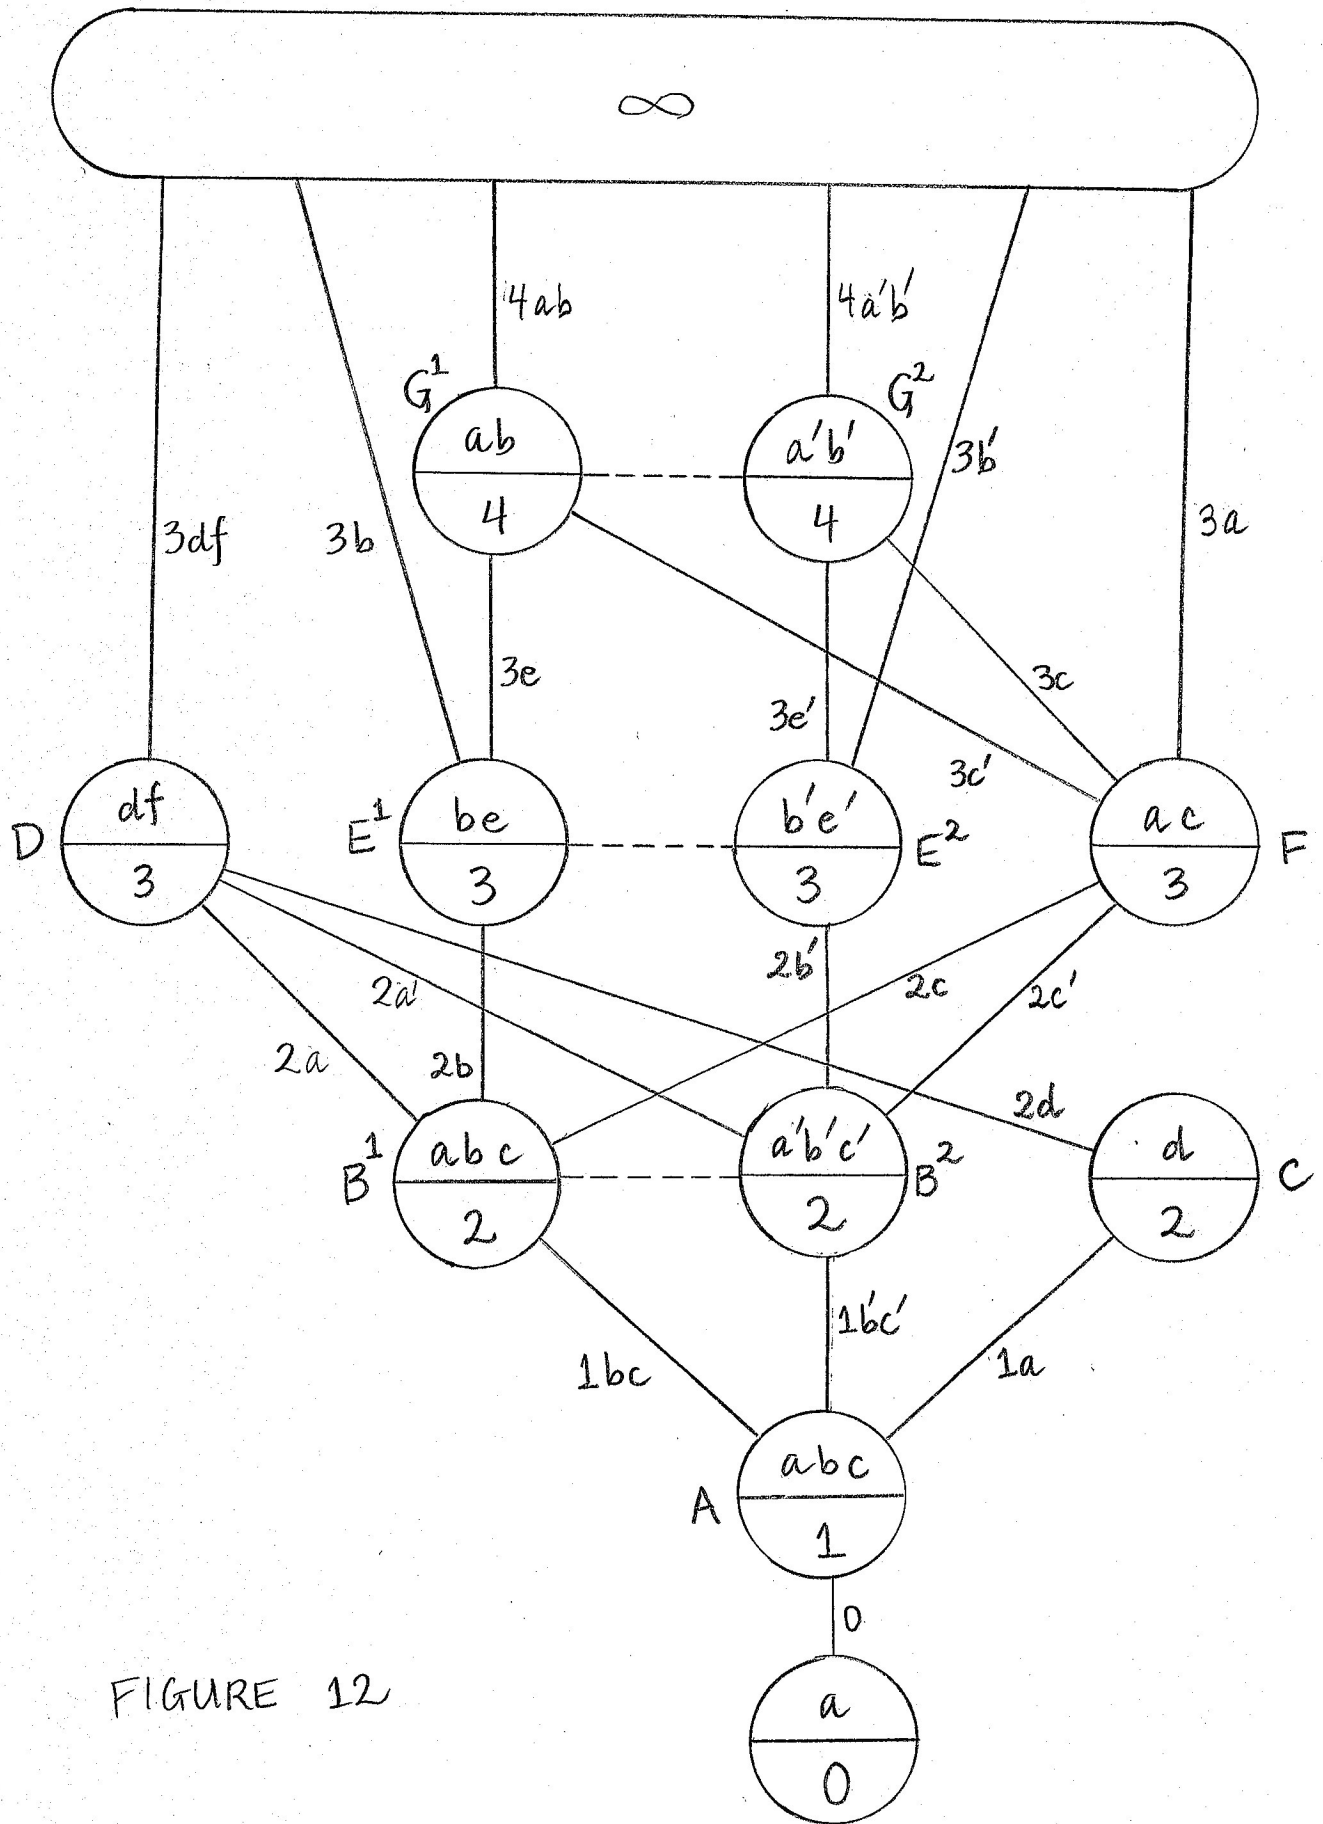 ∞
4ab
4a′b′
G¹
G²
ab
4
a′b′
4
3b′
3df
3b
3a
3e
3e′
3c
3c′
D
df
3
E¹
be
3
b′e′
3
E²
ac
3
F
2a′
2b′
2c
2c′
2a
2b
2d
B¹
abc
2
a′b′c′
2
B²
d
2
C
1bc
1b′c′
1a
A
abc
1
0
a
0
FIGURE 12